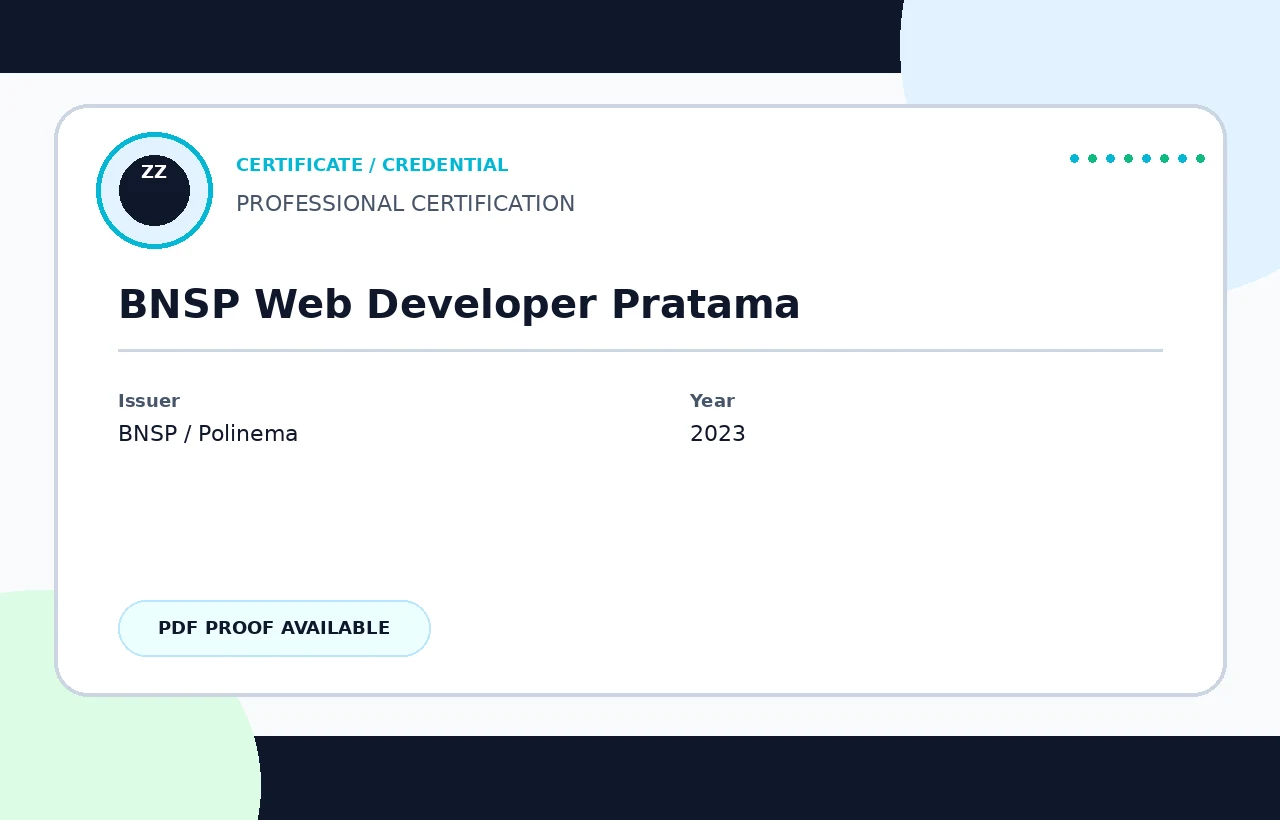 ZZ
CERTIFICATE / CREDENTIAL
PROFESSIONAL CERTIFICATION
BNSP Web Developer Pratama
Issuer
BNSP / Polinema
Year
2023
PDF PROOF AVAILABLE